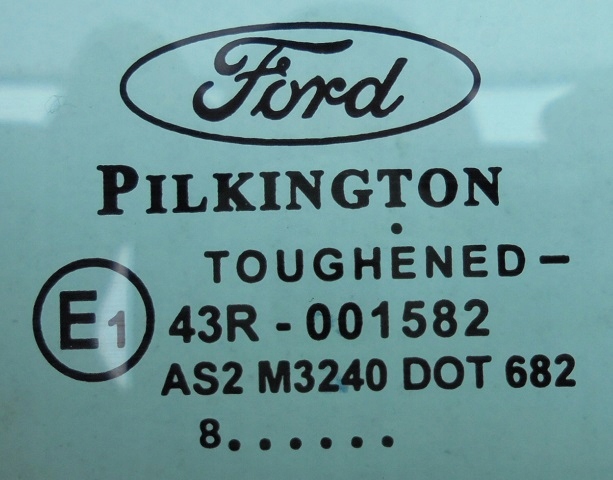 Ford
PILKINGTON
TOUGHENED -
E1 43R - 001582
AS2 M3240 DOT 682
8......